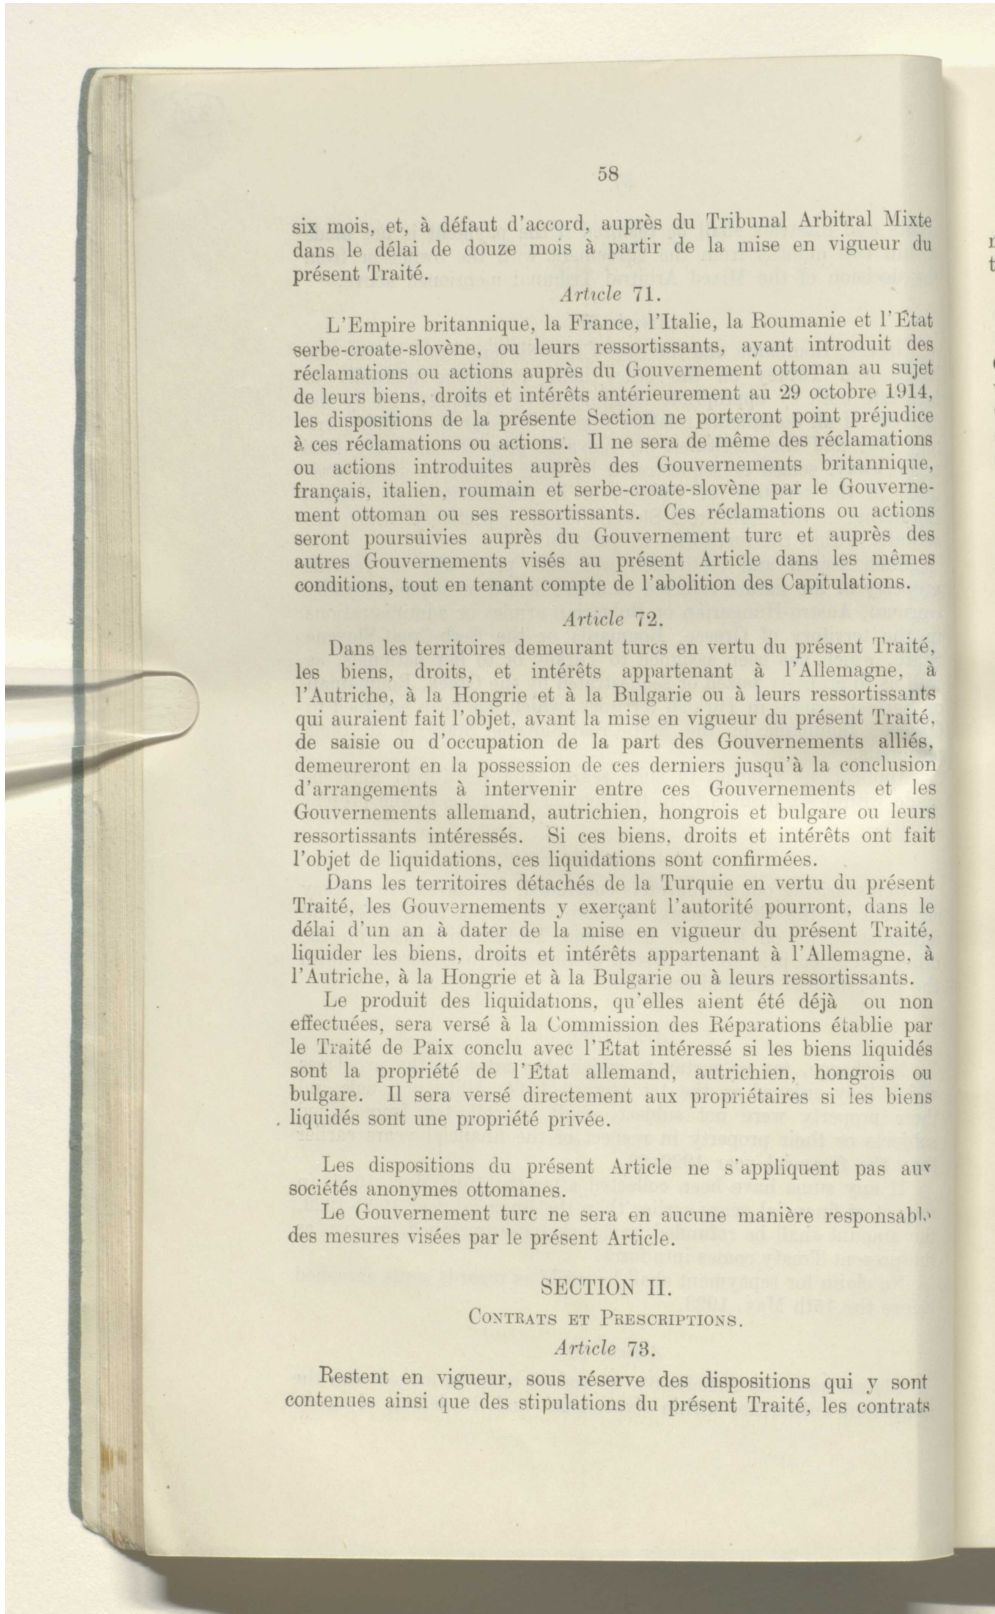 58
six mois, et, à défaut d'accord, auprès du Tribunal Arbitral Mixte
dans le délai de douze mois à partir de la mise en vigueur du
présent Traité.
Article 71.
L'Empire britannique, la France, l'Italie, la Roumanie et l'État
serbe-croate-slovène, ou leurs ressortissants, ayant introduit des
réclamations ou actions auprès du Gouvernement ottoman au sujet
de leurs biens, droits et intérêts antérieurement au 29 octobre 1914,
les dispositions de la présente Section ne porteront point préjudice
à ces réclamations ou actions. Il ne sera de même des réclamations
ou actions introduites auprès des Gouvernements britannique,
français, italien, roumain et serbe-croate-slovène par le Gouverne-
ment ottoman ou ses ressortissants. Ces réclamations ou actions
seront poursuivies auprès du Gouvernement turc et auprès des
autres Gouvernements visés au présent Article dans les mêmes
conditions, tout en tenant compte de l'abolition des Capitulations.
Article 72.
Dans les territoires demeurant turcs en vertu du présent Traité,
les biens, droits, et intérêts appartenant à l'Allemagne, à
l'Autriche, à la Hongrie et à la Bulgarie ou à leurs ressortissants
qui auraient fait l'objet, avant la mise en vigueur du présent Traité,
de saisie ou d'occupation de la part des Gouvernements alliés,
demeureront en la possession de ces derniers jusqu'à la conclusion
d'arrangements à intervenir entre ces Gouvernements et les
Gouvernements allemand, autrichien, hongrois et bulgare ou leurs
ressortissants intéressés. Si ces biens, droits et intérêts ont fait
l'objet de liquidations, ces liquidations sont confirmées.
Dans les territoires détachés de la Turquie en vertu du présent
Traité, les Gouvernements y exerçant l'autorité pourront, dans le
délai d'un an à dater de la mise en vigueur du présent Traité,
liquider les biens, droits et intérêts appartenant à l'Allemagne, à
l'Autriche, à la Hongrie et à la Bulgarie ou à leurs ressortissants.
Le produit des liquidations, qu'elles aient été déjà ou non
effectuées, sera versé à la Commission des Réparations établie par
le Traité de Paix conclu avec l'État intéressé si les biens liquidés
sont la propriété de l'État allemand, autrichien, hongrois ou
bulgare. Il sera versé directement aux propriétaires si les biens
liquidés sont une propriété privée.
Les dispositions du présent Article ne s'appliquent pas aux
sociétés anonymes ottomanes.
Le Gouvernement turc ne sera en aucune manière responsable
des mesures visées par le présent Article.
SECTION II.
CONTRATS ET PRESCRIPTIONS.
Article 73.
Restent en vigueur, sous réserve des dispositions qui y sont
contenues ainsi que des stipulations du présent Traité, les contrats